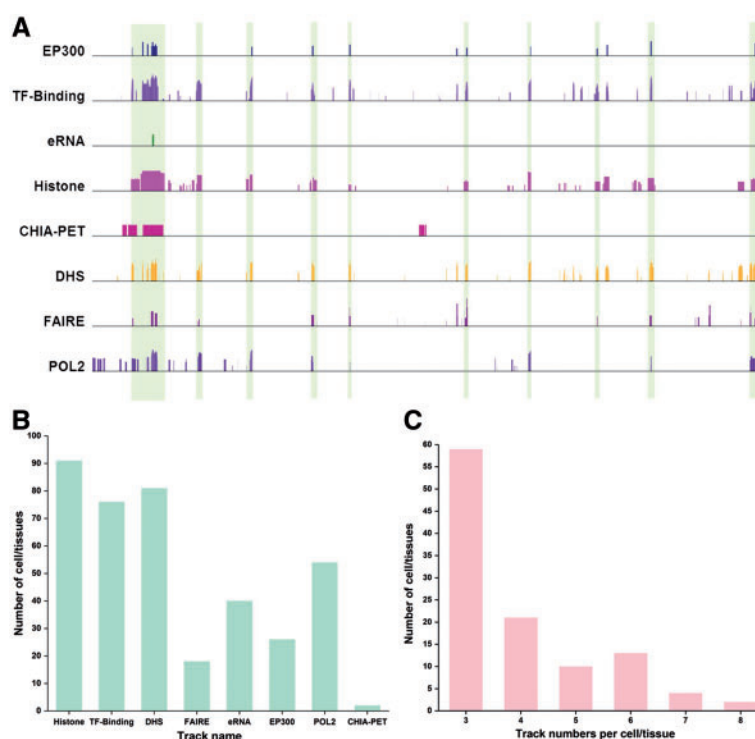 A
EP300
TF-Binding
eRNA
Histone
CHIA-PET
DHS
FAIRE
POL2
B
Number of cell/tissues
100
90
80
70
60
50
40
30
20
10
0
Histone TF-Binding DHS FAIRE eRNA EP300 POL2 CHIA-PET
Track name
C
Number of cell/tissues
60
55
50
45
40
35
30
25
20
15
10
5
0
3 4 5 6 7 8
Track numbers per cell/tissue